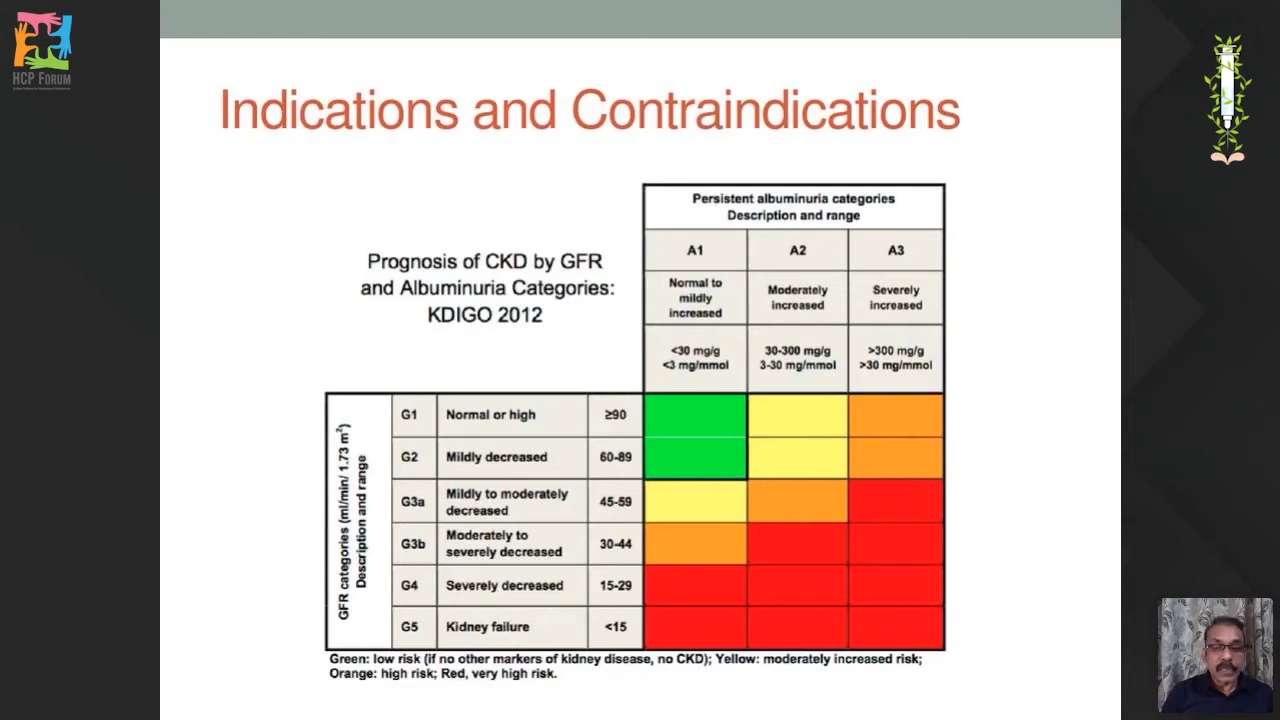 HCP FORUM
Indications and Contraindications
Prognosis of CKD by GFR
and Albuminuria Categories:
KDIGO 2012
Persistent albuminuria categories
Description and range
A1
A2
A3
Normal to
mildly
increased
Moderately
increased
Severely
increased
<30 mg/g
<3 mg/mmol
30-300 mg/g
3-30 mg/mmol
>300 mg/g
>30 mg/mmol
GFR categories (ml/min/ 1.73 m²)
Description and range
G1
Normal or high
≥90
G2
Mildly decreased
60-89
G3a
Mildly to moderately
decreased
45-59
G3b
Moderately to
severely decreased
30-44
G4
Severely decreased
15-29
G5
Kidney failure
<15
Green: low risk (if no other markers of kidney disease, no CKD); Yellow: moderately increased risk;
Orange: high risk; Red, very high risk.